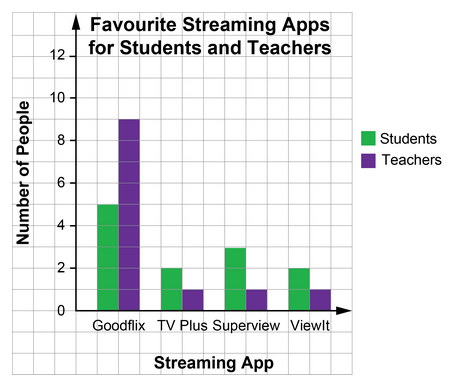 Favourite Streaming Apps
for Students and Teachers
Number of People
12
10
8
6
4
2
0
Students
Teachers
Goodflix TV Plus Superview ViewIt
Streaming App